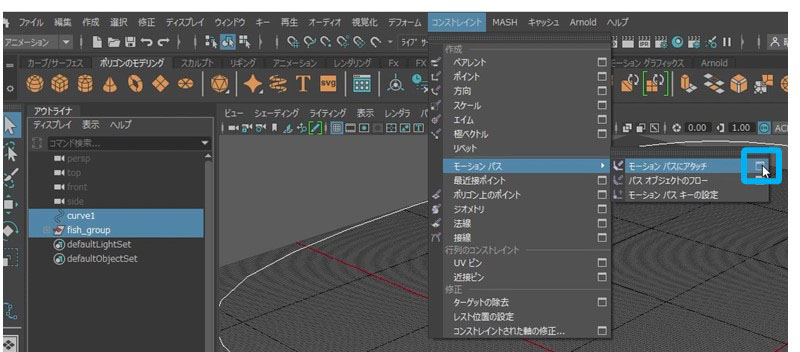 ファイル 編集 作成 選択 修正 ディスプレイ ウィンドウ キー 再生 オーディオ 視覚化 デフォーム コンストレイント MASH キャッシュ Arnold ヘルプ
アニメーション
カーブ/サーフェス ポリゴンのモデリング スカルプト リギング アニメーション レンダリング FX FX
モーション グラフィックス Arnold
アウトライナ
ディスプレイ 表示 ヘルプ
コマンド検索...
persp
top
front
side
curve1
fish_group
defaultLightSet
defaultObjectSet
ビュー シェーディング ライティング 表示 レンダラ
0.00 1.00
作成
ペアレント
ポイント
方向
スケール
エイム
極ベクトル
リベット
モーション パス
最近接ポイント
ポリゴン上のポイント
ジオメトリ
法線
接線
行列のコンストレイント
UV ピン
近接ピン
修正
ターゲットの除去
レスト位置の設定
コンストレイントされた軸の修正...
モーション パスにアタッチ
パス オブジェクトのフロー
モーション パス キーの設定